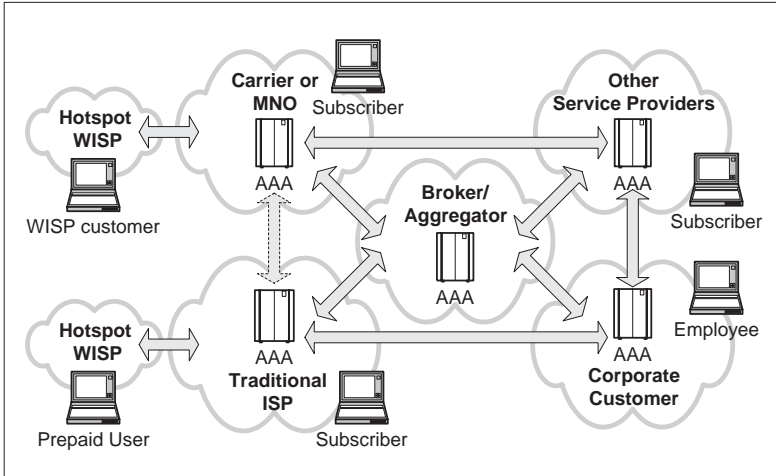 Carrier or
MNO
AAA
Subscriber
Other
Service Providers
AAA
Subscriber
Hotspot
WISP
WISP customer
Broker/
Aggregator
AAA
Hotspot
WISP
Prepaid User
AAA
Traditional
ISP
Subscriber
AAA
Corporate
Customer
Employee